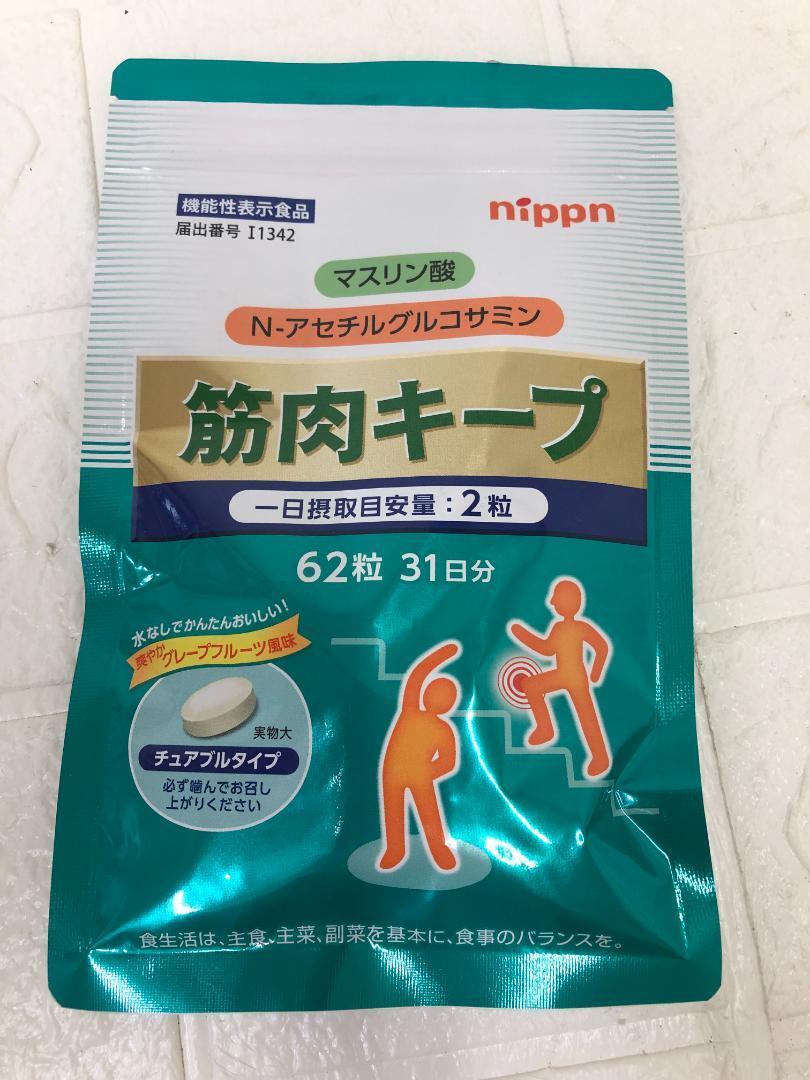 機能性表示食品
届出番号 I1342
nippn
マスリン酸
N-アセチルグルコサミン
筋肉キープ
一日摂取目安量：2粒
62粒 31日分
水なしでかんたんおいしい！
爽やかグレープフルーツ風味
実物大
チュアブルタイプ
必ず噛んでお召し
上がりください
食生活は、主食、主菜、副菜を基本に、食事のバランスを。